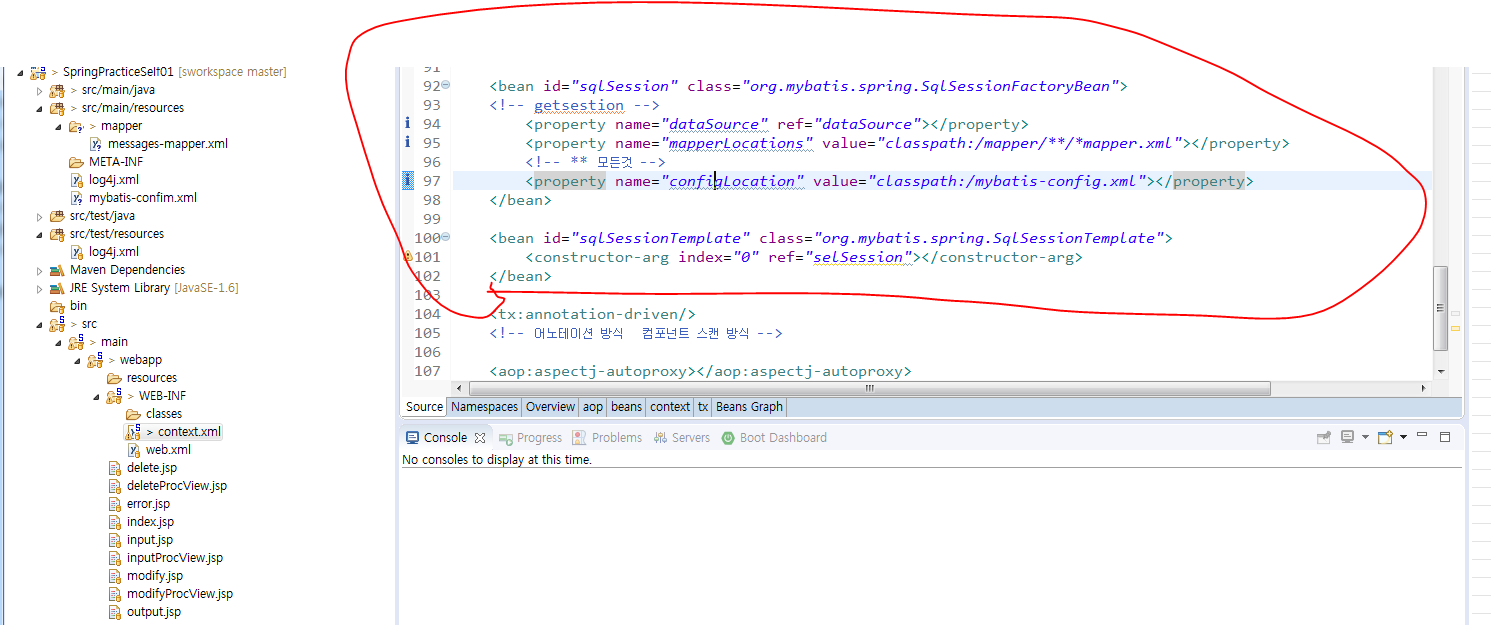 SpringPracticeSelf01 [sworkspace master]
src/main/java
src/main/resources
mapper
messages-mapper.xml
META-INF
log4j.xml
mybatis-confim.xml
src/test/java
src/test/resources
log4j.xml
Maven Dependencies
JRE System Library [JavaSE-1.6]
bin
src
main
webapp
resources
WEB-INF
classes
context.xml
web.xml
delete.jsp
deleteProcView.jsp
error.jsp
index.jsp
input.jsp
inputProcView.jsp
modify.jsp
modifyProcView.jsp
output.jsp
91
92 <bean id="sqlSession" class="org.mybatis.spring.SqlSessionFactoryBean">
93 <!-- getsestion -->
94 <property name="dataSource" ref="dataSource"></property>
95 <property name="mapperLocations" value="classpath:/mapper/**/*mapper.xml"></property>
96 <!-- ** 모든것 -->
97 <property name="configLocation" value="classpath:/mybatis-config.xml"></property>
98 </bean>
99
100 <bean id="sqlSessionTemplate" class="org.mybatis.spring.SqlSessionTemplate">
101 <constructor-arg index="0" ref="selSession"></constructor-arg>
102 </bean>
103
104 <tx:annotation-driven/>
105 <!-- 어노테이션 방식 컴포넌트 스캔 방식 -->
106
107 <aop:aspectj-autoproxy></aop:aspectj-autoproxy>
Source Namespaces Overview aop beans context tx Beans Graph
Console Progress Problems Servers Boot Dashboard
No consoles to display at this time.